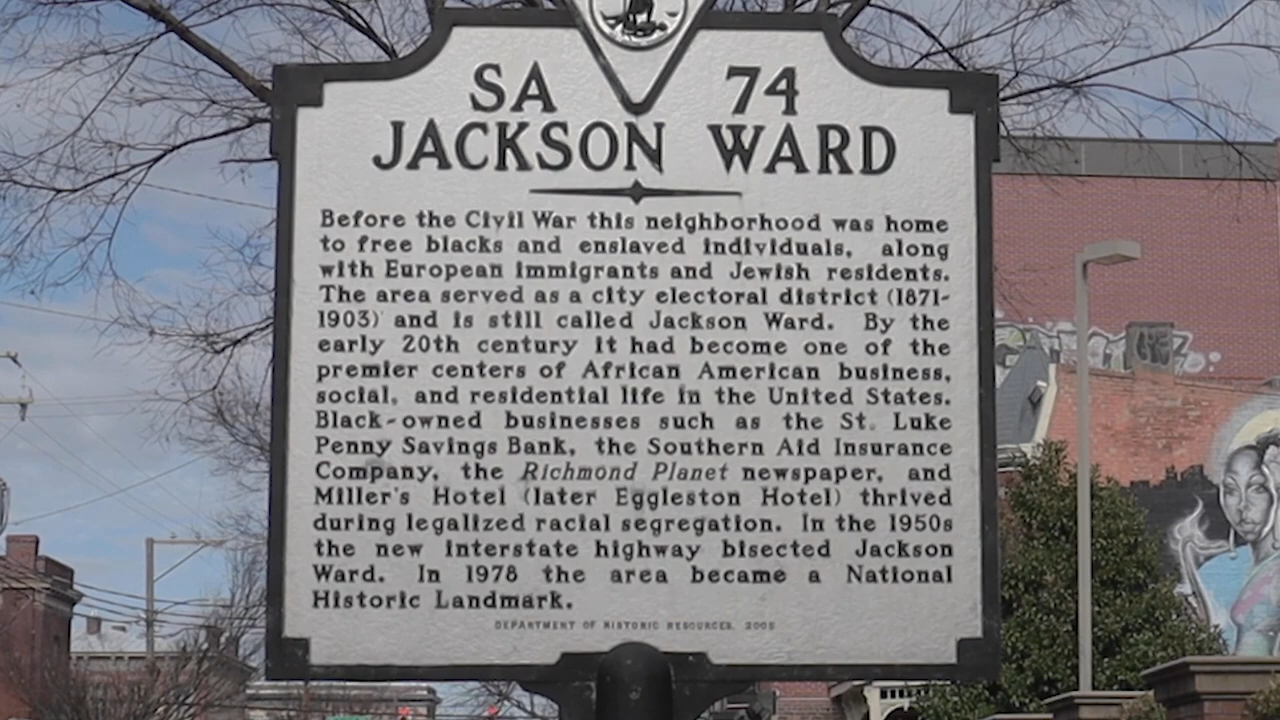 SA 74
JACKSON WARD
Before the Civil War this neighborhood was home
to free blacks and enslaved individuals, along
with European immigrants and Jewish residents.
The area served as a city electoral district (1871-
1903) and is still called Jackson Ward. By the
early 20th century it had become one of the
premier centers of African American business,
social, and residential life in the United States.
Black-owned businesses such as the St. Luke
Penny Savings Bank, the Southern Aid Insurance
Company, the Richmond Planet newspaper, and
Miller's Hotel (later Eggleston Hotel) thrived
during legalized racial segregation. In the 1950s
the new interstate highway bisected Jackson
Ward. In 1978 the area became a National
Historic Landmark.
DEPARTMENT OF HISTORIC RESOURCES,